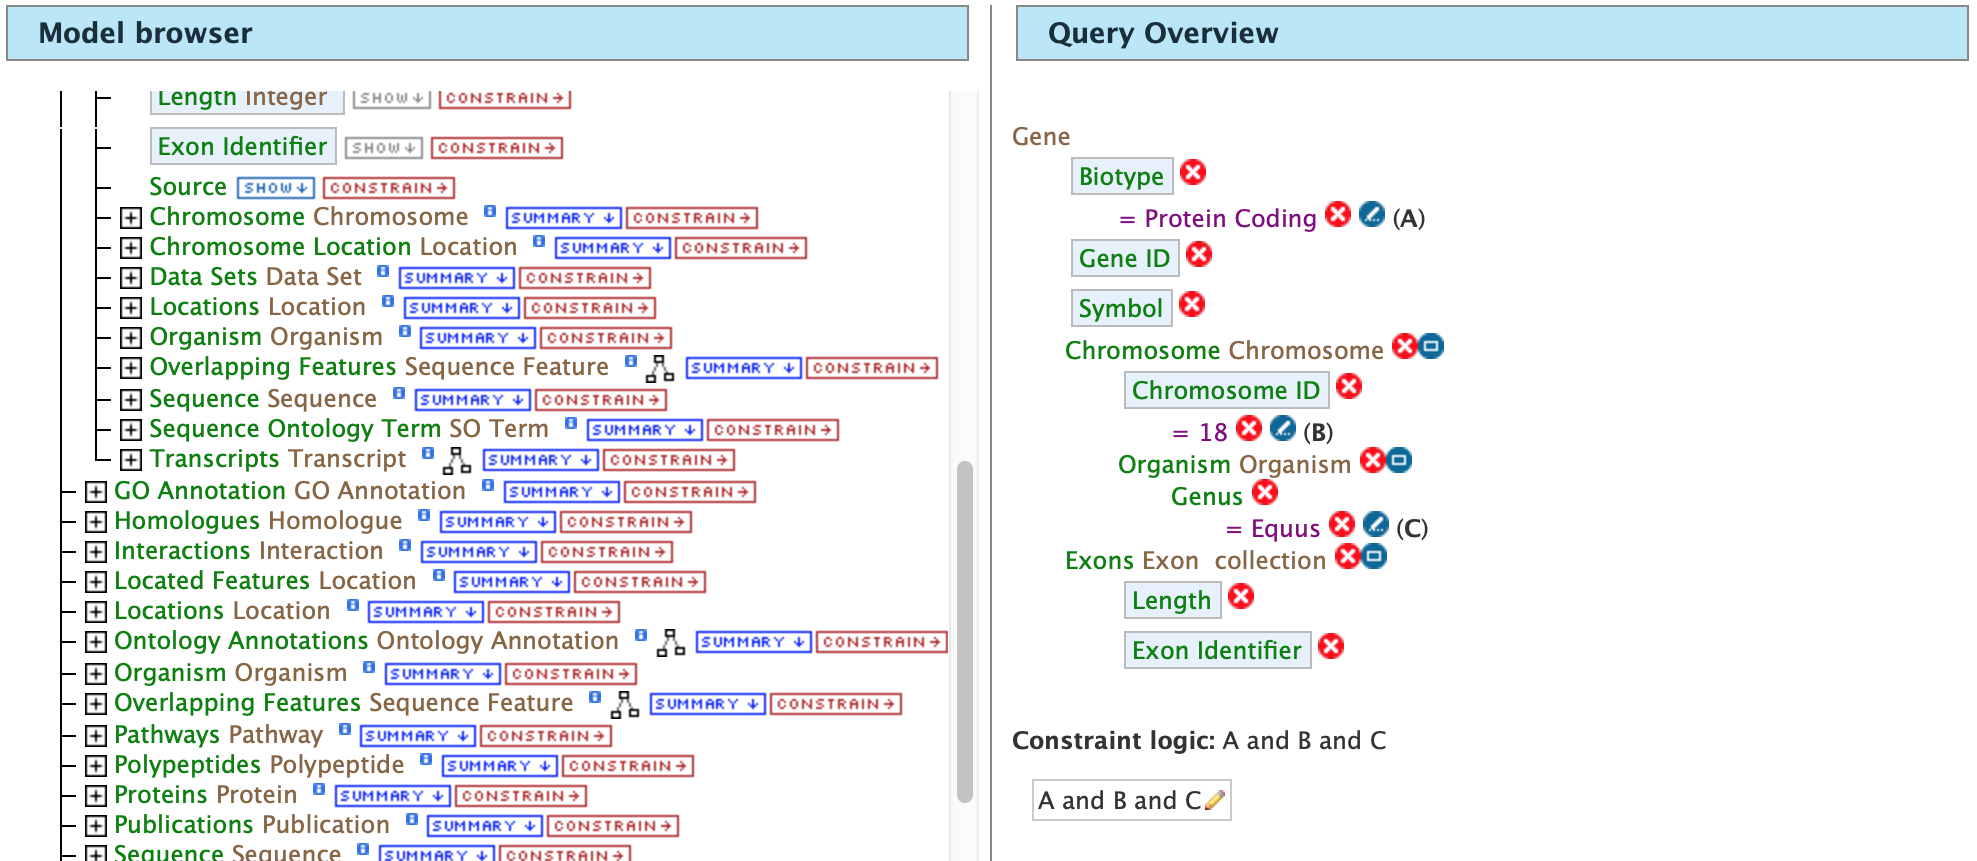 Model browser
Length Integer SHOW CONSTRAIN
Exon Identifier SHOW CONSTRAIN
Source SHOW CONSTRAIN
Chromosome Chromosome SUMMARY CONSTRAIN
Chromosome Location Location SUMMARY CONSTRAIN
Data Sets Data Set SUMMARY CONSTRAIN
Locations Location SUMMARY CONSTRAIN
Organism Organism SUMMARY CONSTRAIN
Overlapping Features Sequence Feature SUMMARY CONSTRAIN
Sequence Sequence SUMMARY CONSTRAIN
Sequence Ontology Term SO Term SUMMARY CONSTRAIN
Transcripts Transcript SUMMARY CONSTRAIN
GO Annotation GO Annotation SUMMARY CONSTRAIN
Homologues Homologue SUMMARY CONSTRAIN
Interactions Interaction SUMMARY CONSTRAIN
Located Features Location SUMMARY CONSTRAIN
Locations Location SUMMARY CONSTRAIN
Ontology Annotations Ontology Annotation SUMMARY CONSTRAIN
Organism Organism SUMMARY CONSTRAIN
Overlapping Features Sequence Feature SUMMARY CONSTRAIN
Pathways Pathway SUMMARY CONSTRAIN
Polypeptides Polypeptide SUMMARY CONSTRAIN
Proteins Protein SUMMARY CONSTRAIN
Publications Publication SUMMARY CONSTRAIN
Sequence Sequence SUMMARY CONSTRAIN
Query Overview
Gene
Biotype
= Protein Coding (A)
Gene ID
Symbol
Chromosome Chromosome
Chromosome ID
= 18 (B)
Organism Organism
Genus
= Equus (C)
Exons Exon collection
Length
Exon Identifier
Constraint logic: A and B and C
A and B and C